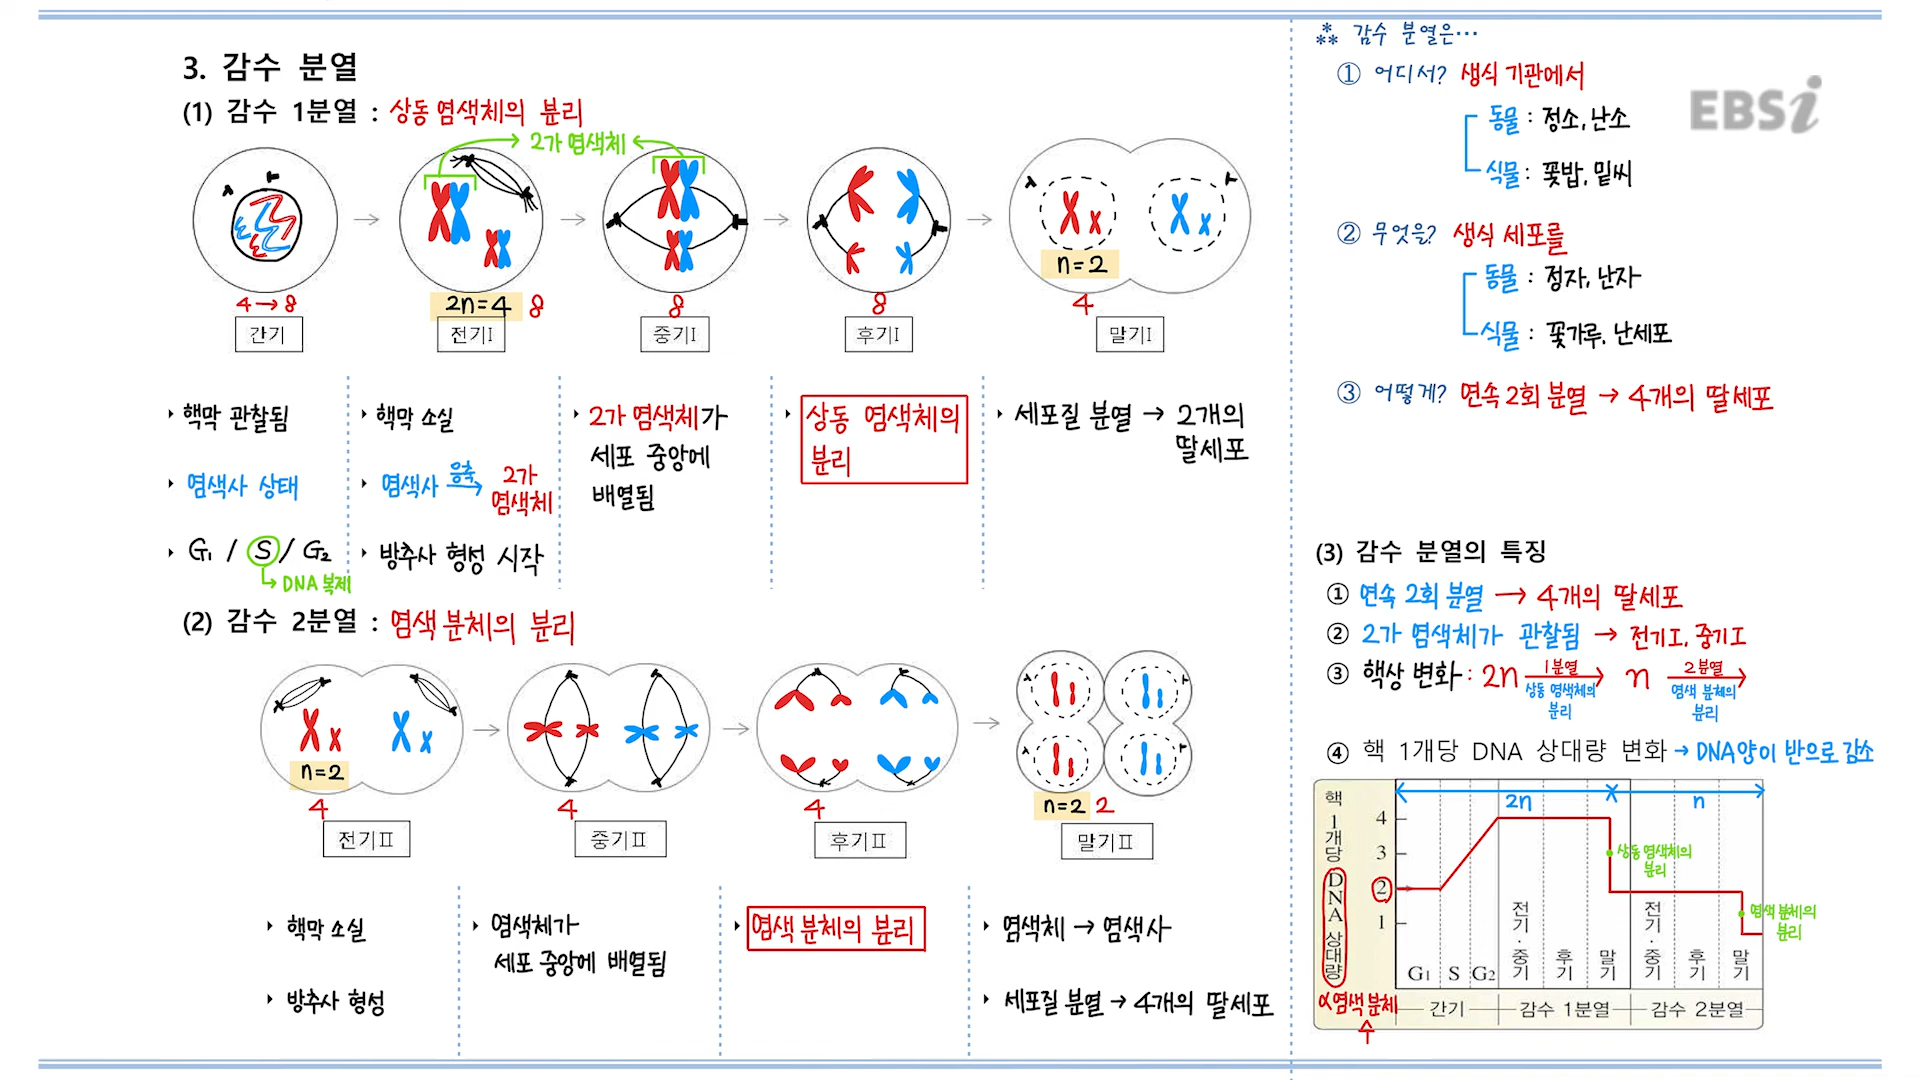 3. 감수 분열
(1) 감수 1분열 : 상동 염색체의 분리
2가 염색체
n=2
2n=4 8
4→8
8
8
4
간기
전기Ⅰ
중기Ⅰ
후기Ⅰ
말기Ⅰ
핵막 관찰됨
염색사 상태
G₁ / S / G₂
DNA 복제
핵막 소실
염색사 응축→ 2가 염색체
방추사 형성 시작
2가 염색체가
세포 중앙에
배열됨
상동 염색체의
분리
세포질 분열 → 2개의
딸세포
(2) 감수 2분열 : 염색 분체의 분리
n=2
4
4
4
n=2 2
전기Ⅱ
중기Ⅱ
후기Ⅱ
말기Ⅱ
핵막 소실
방추사 형성
염색체가
세포 중앙에 배열됨
염색 분체의 분리
염색체 → 염색사
세포질 분열 → 4개의 딸세포
⁂ 감수 분열은…
EBSi
① 어디서? 생식 기관에서
동물 : 정소, 난소
식물 : 꽃밥, 밑씨
② 무엇을? 생식 세포를
동물 : 정자, 난자
식물 : 꽃가루, 난세포
③ 어떻게? 연속 2회 분열 → 4개의 딸세포
(3) 감수 분열의 특징
① 연속 2회 분열 → 4개의 딸세포
② 2가 염색체가 관찰됨 → 전기Ⅰ, 중기Ⅰ
③ 핵상 변화 : 2n 1분열→ n 2분열→
상동 염색체의
분리
염색 분체의
분리
④ 핵 1개당 DNA 상대량 변화 → DNA양이 반으로 감소
핵 1개당 DNA 상대량
∝염색 분체
수
4
3
2
1
2n
n
상동 염색체의
분리
염색 분체의
분리
G₁
S
G₂
전기·중기
후기
말기
전기·중기
후기
말기
간기
감수 1분열
감수 2분열